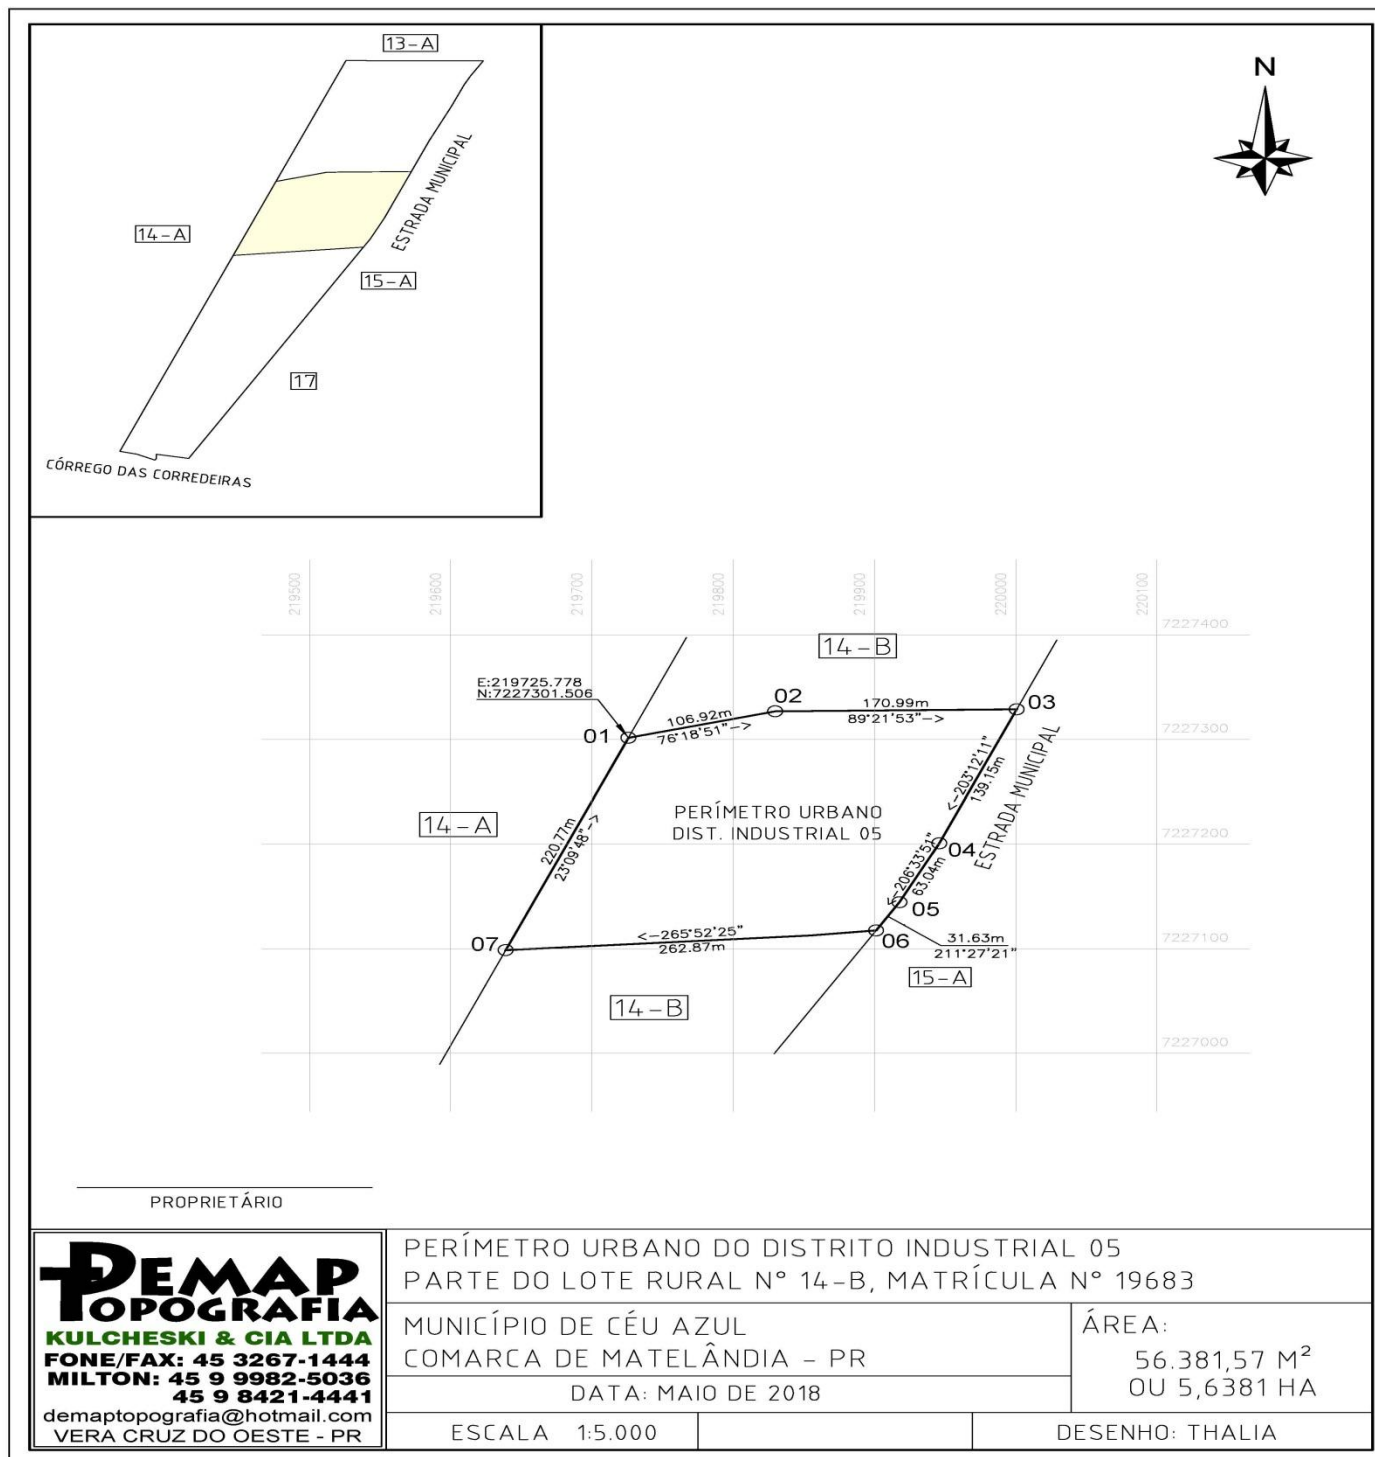 13-A
ESTRADA MUNICIPAL
14-A
15-A
17
CÓRREGO DAS CORREDEIRAS
N
219500
219600
219700
219800
219900
220000
220100
7227400
14-B
E:219725.778
N:7227301.506
02
03
01
106.92m
76°18'51"->
170.99m
89°21'53"->
7227300
<-203°12'11"
139.15m
ESTRADA MUNICIPAL
14-A
PERÍMETRO URBANO
DIST. INDUSTRIAL 05
220.77m
23°09'48"->
7227200
04
<-206°33'51"
63.04m
05
07
<-265°52'25"
262.87m
06
31.63m
211°27'21"
7227100
15-A
14-B
7227000
PROPRIETÁRIO
DEMAP
TOPOGRAFIA
KULCHESKI & CIA LTDA
FONE/FAX: 45 3267-1444
MILTON: 45 9 9982-5036
45 9 8421-4441
demaptopografia@hotmail.com
VERA CRUZ DO OESTE - PR
PERÍMETRO URBANO DO DISTRITO INDUSTRIAL 05
PARTE DO LOTE RURAL N° 14-B, MATRÍCULA N° 19683
MUNICÍPIO DE CÉU AZUL
COMARCA DE MATELÂNDIA - PR
ÁREA:
56.381,57 M²
OU 5,6381 HA
DATA: MAIO DE 2018
ESCALA 1:5.000
DESENHO: THALIA